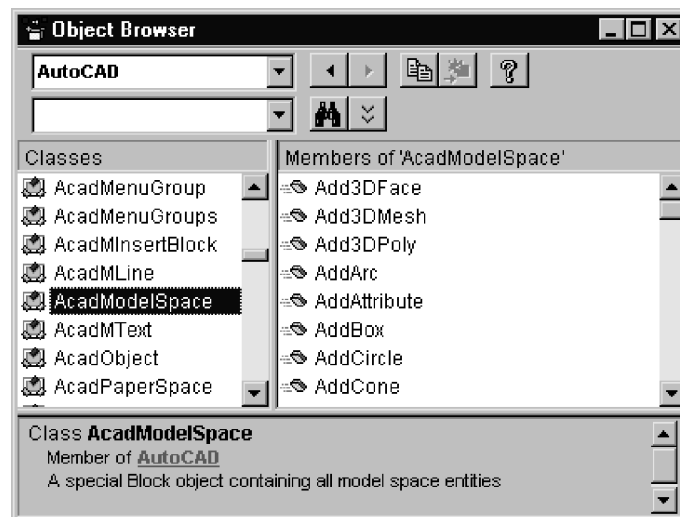 Object Browser
AutoCAD
Classes
Members of 'AcadModelSpace'
AcadMenuGroup
AcadMenuGroups
AcadMInsertBlock
AcadMLine
AcadModelSpace
AcadMText
AcadObject
AcadPaperSpace
Add3DFace
Add3DMesh
Add3DPoly
AddArc
AddAttribute
AddBox
AddCircle
AddCone
Class AcadModelSpace
Member of AutoCAD
A special Block object containing all model space entities